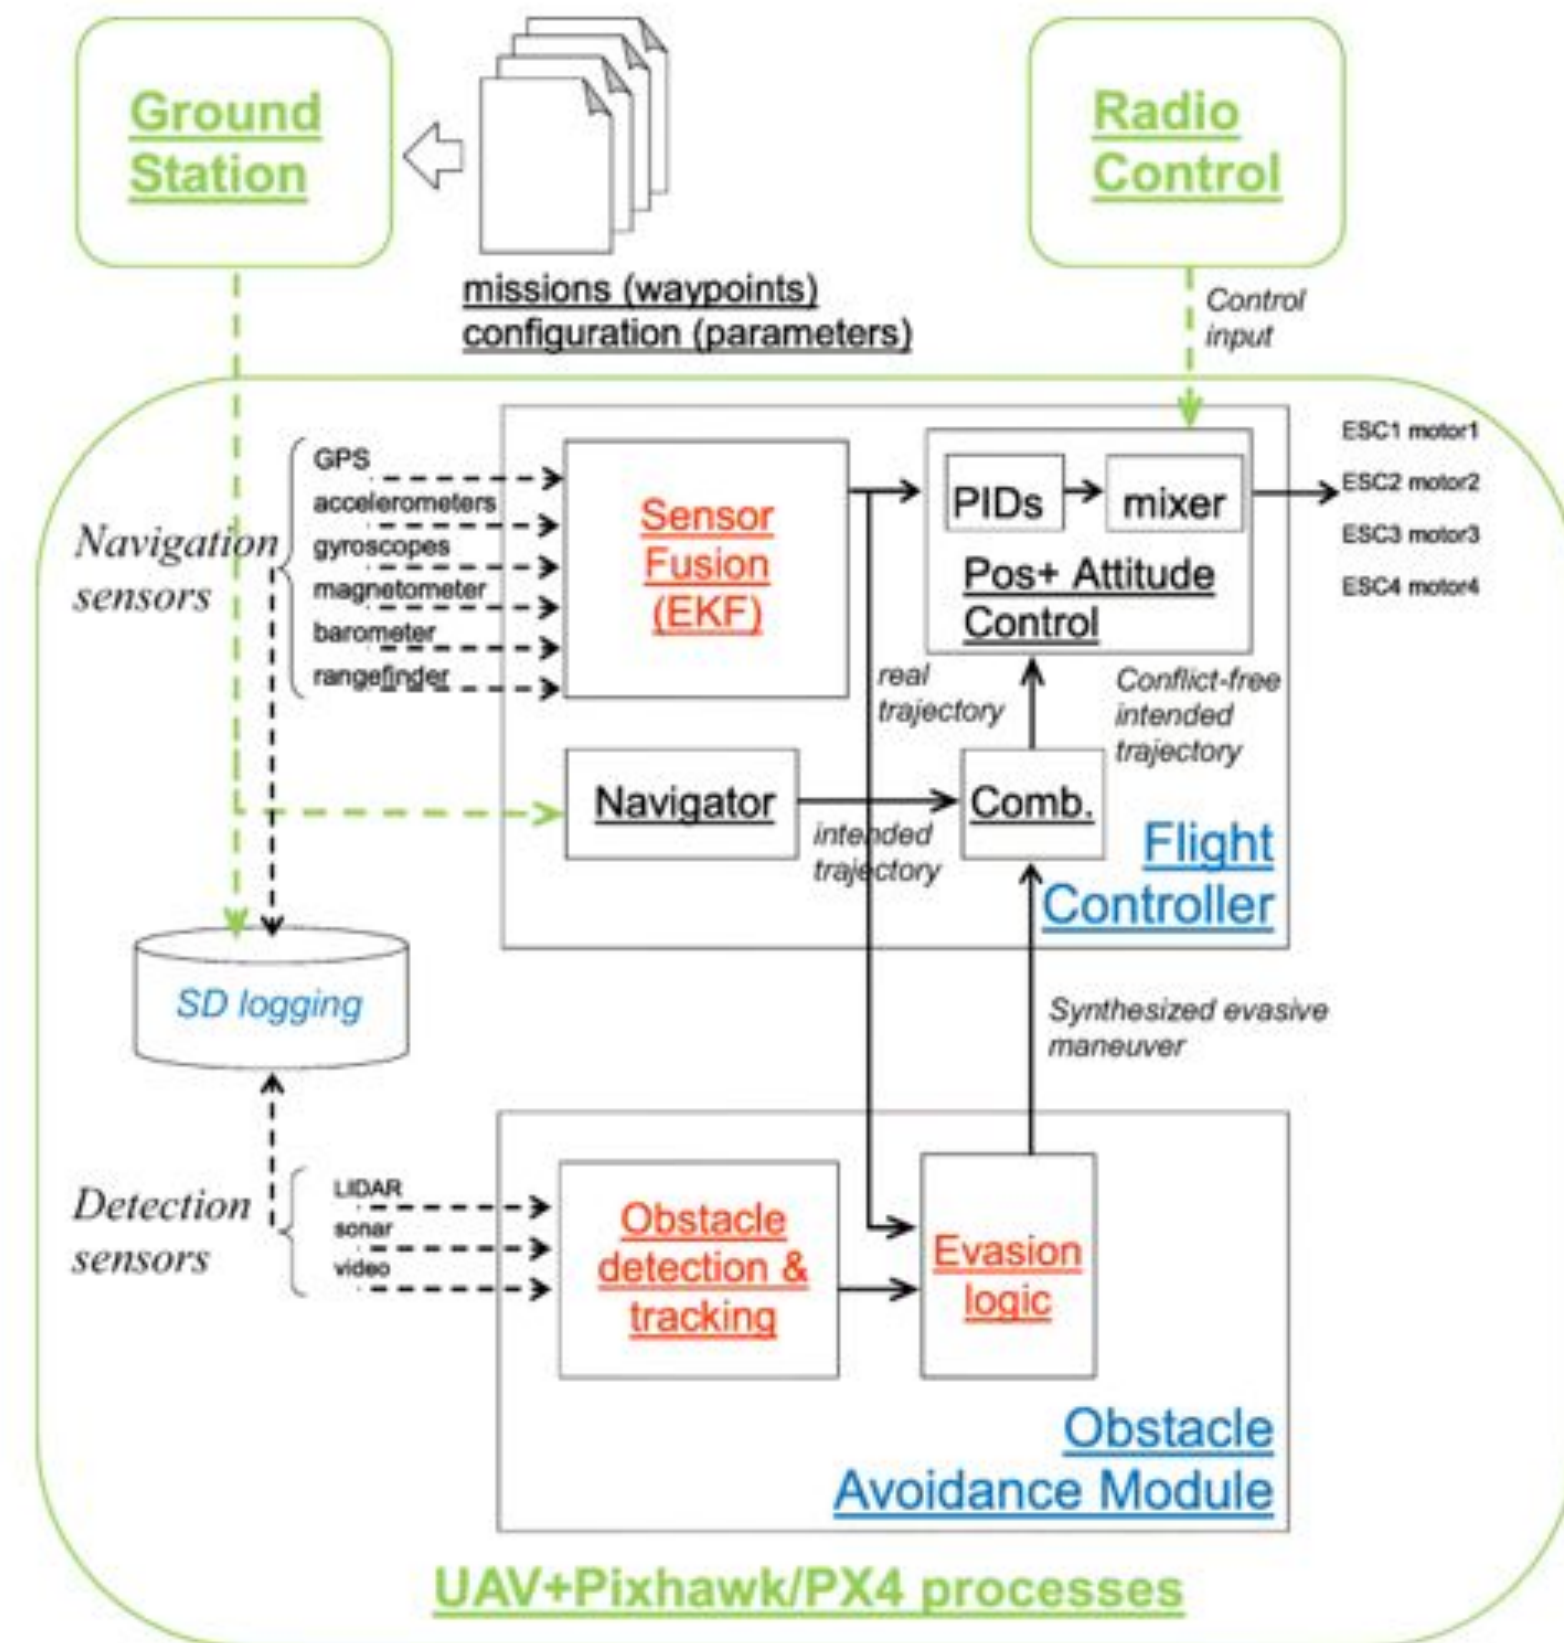 Ground
Station
Radio
Control
missions (waypoints)
configuration (parameters)
Control
input
GPS
accelerometers
gyroscopes
magnetometer
barometer
rangefinder
Navigation
sensors
Sensor
Fusion
(EKF)
PIDs
mixer
Pos+ Attitude
Control
ESC1 motor1
ESC2 motor2
ESC3 motor3
ESC4 motor4
real
trajectory
Conflict-free
intended
trajectory
Navigator
intended
trajectory
Comb.
Flight
Controller
SD logging
Synthesized evasive
maneuver
Detection
sensors
LIDAR
sonar
video
Obstacle
detection &
tracking
Evasion
logic
Obstacle
Avoidance Module
UAV+Pixhawk/PX4 processes